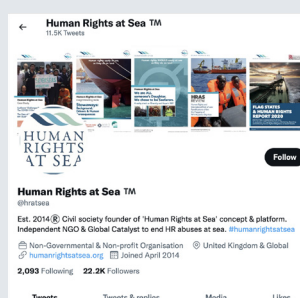 Human Rights at Sea ™
11.5K Tweets
HRAS
FLAG STATES
& HUMAN RIGHTS
REPORT 2020
HUMAN
RIGHTS
AT SEA
Follow
Human Rights at Sea ™
@hratsea
Est. 2014® Civil society founder of 'Human Rights at Sea' concept & platform.
Independent NGO & Global Catalyst to end HR abuses at sea. #humanrightsatsea
Non-Governmental & Non-profit Organisation United Kingdom & Global
humanrightsatsea.org Joined April 2014
2,093 Following 22.2K Followers
Tweets Tweets & replies Media Likes